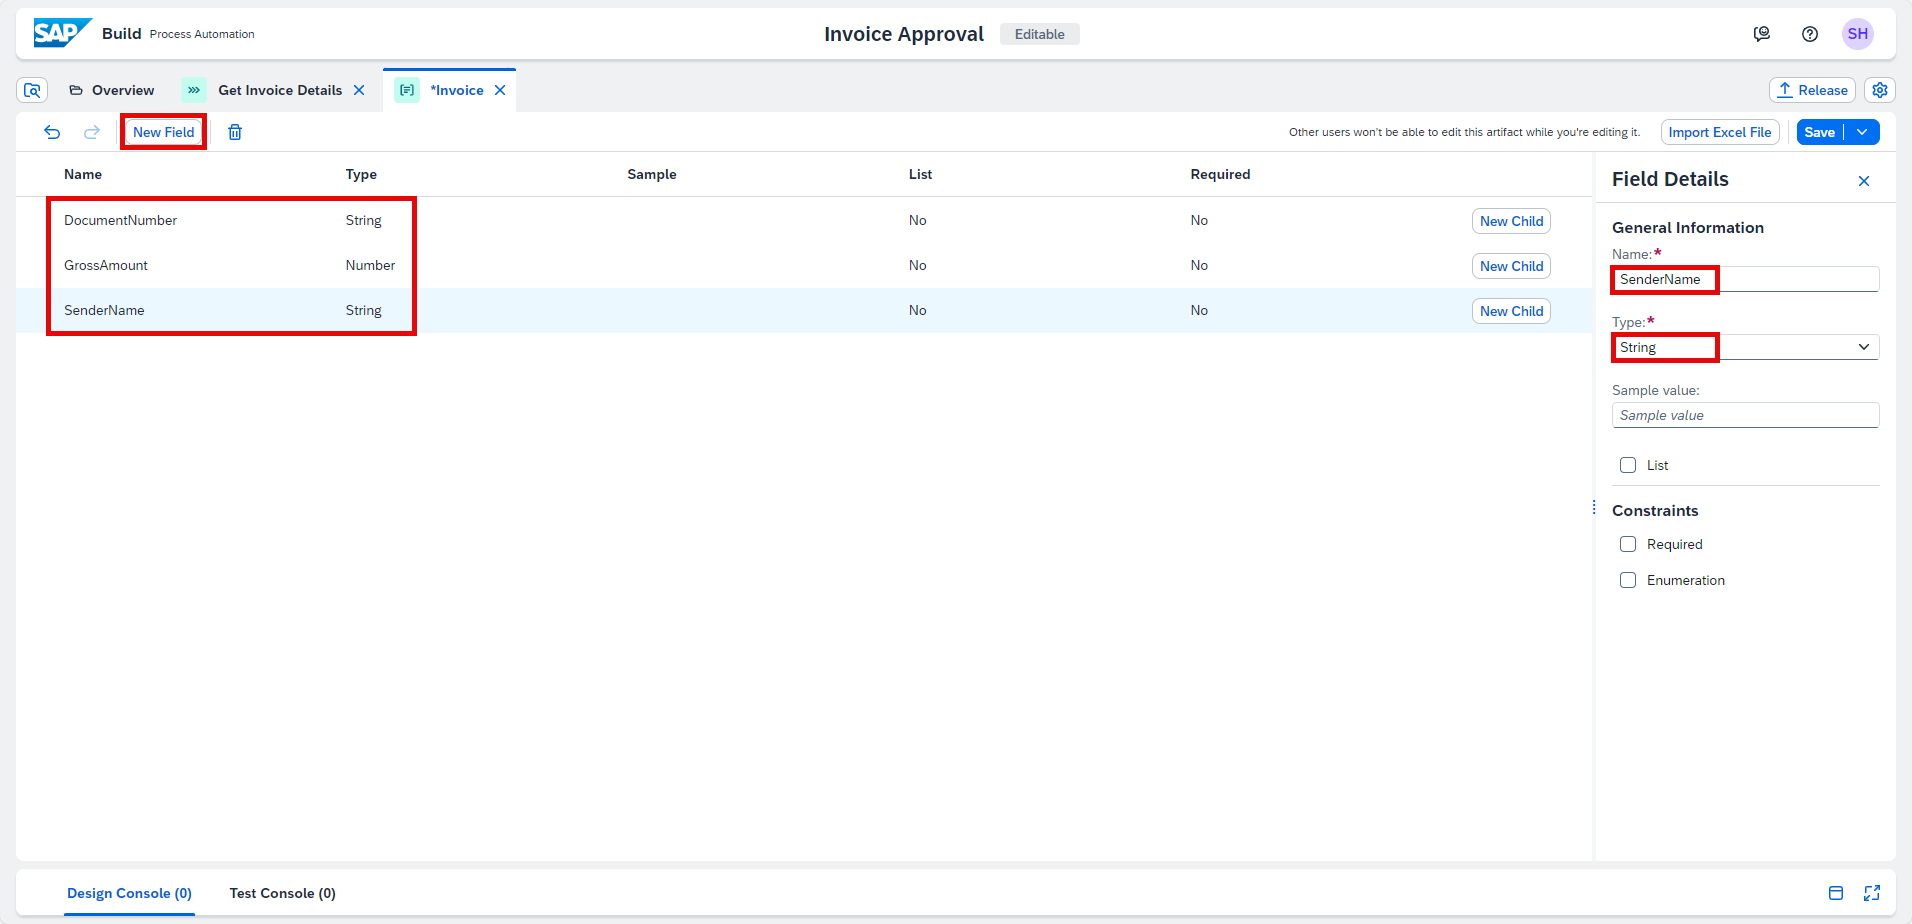 SAP Build Process Automation
Invoice Approval Editable
SH
Overview Get Invoice Details *Invoice
Release
New Field
Other users won't be able to edit this artifact while you're editing it. Import Excel File Save
Name Type Sample List Required
DocumentNumber String No No New Child
GrossAmount Number No No New Child
SenderName String No No New Child
Field Details
General Information
Name:*
SenderName
Type:*
String
Sample value:
Sample value
List
Constraints
Required
Enumeration
Design Console (0) Test Console (0)